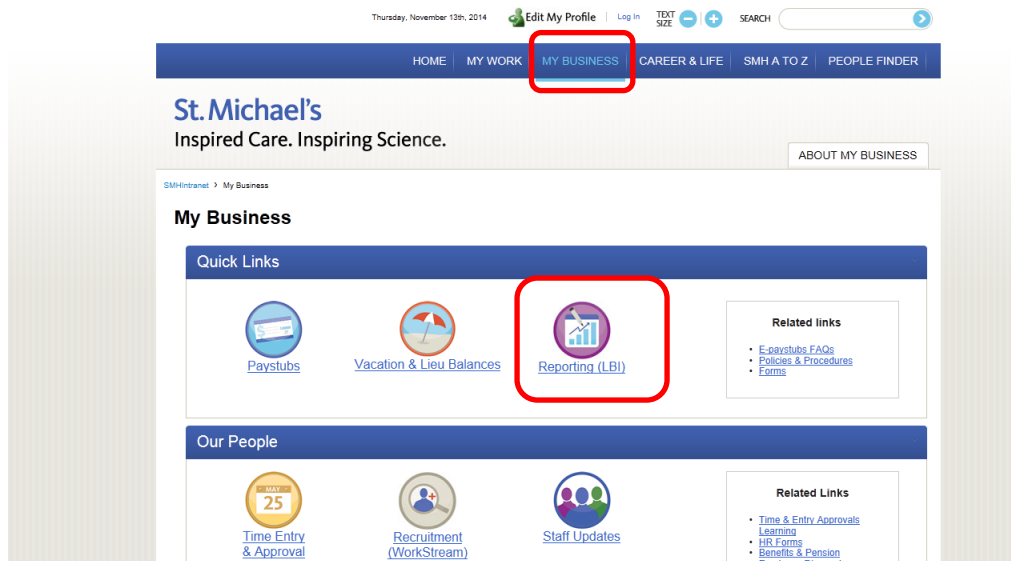 Thursday, November 13th, 2014 Edit My Profile Log In TEXT SIZE SEARCH
HOME MY WORK MY BUSINESS CAREER & LIFE SMH A TO Z PEOPLE FINDER
St. Michael's
Inspired Care. Inspiring Science.
ABOUT MY BUSINESS
SMHIntranet > My Business
My Business
Quick Links
Paystubs
Vacation & Lieu Balances
Reporting (LBI)
Related links
• E-paystubs FAQs
• Policies & Procedures
• Forms
Our People
MAY
25
Time Entry
& Approval
Recruitment
(WorkStream)
Staff Updates
Related Links
• Time & Entry Approvals
Learning
• HR Forms
• Benefits & Pension